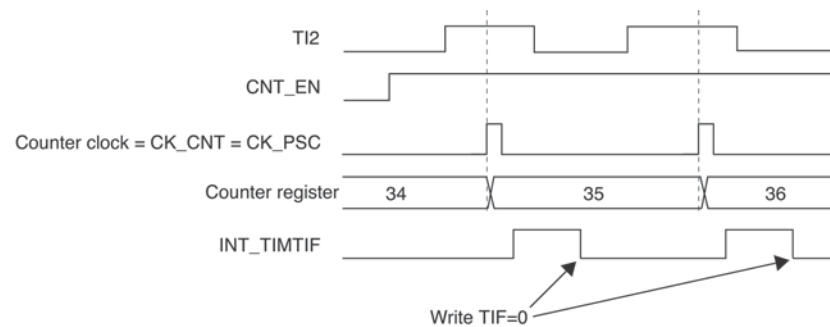 TI2
CNT_EN
Counter clock = CK_CNT = CK_PSC
Counter register 34 35 36
INT_TIMTIF
Write TIF=0